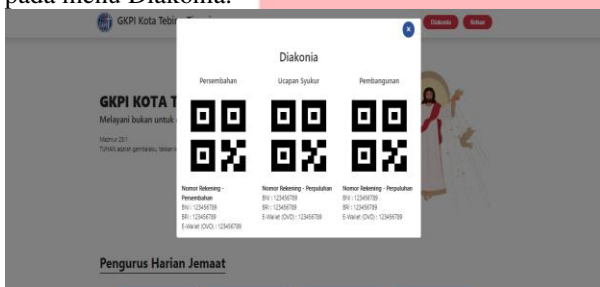 pada menu Diakonia.
GKPI Kota Tebing Tinggi
Diakonia
Keluar
x
Diakonia
Persembahan
Ucapan Syukur
Pembangunan
GKPI KOTA T
Melayani bukan untuk
Mazmur 23:1
TUHAN adalah gembalaku, takkan
Nomor Rekening -
Persembahan
BNI : 123456789
BRI : 123456789
E-Wallet (OVO) : 123456789
Nomor Rekening - Perpuluhan
BNI : 123456789
BRI : 123456789
E-Wallet (OVO) : 123456789
Nomor Rekening - Perpuluhan
BNI : 123456789
BRI : 123456789
E-Wallet (OVO) : 123456789
Pengurus Harian Jemaat